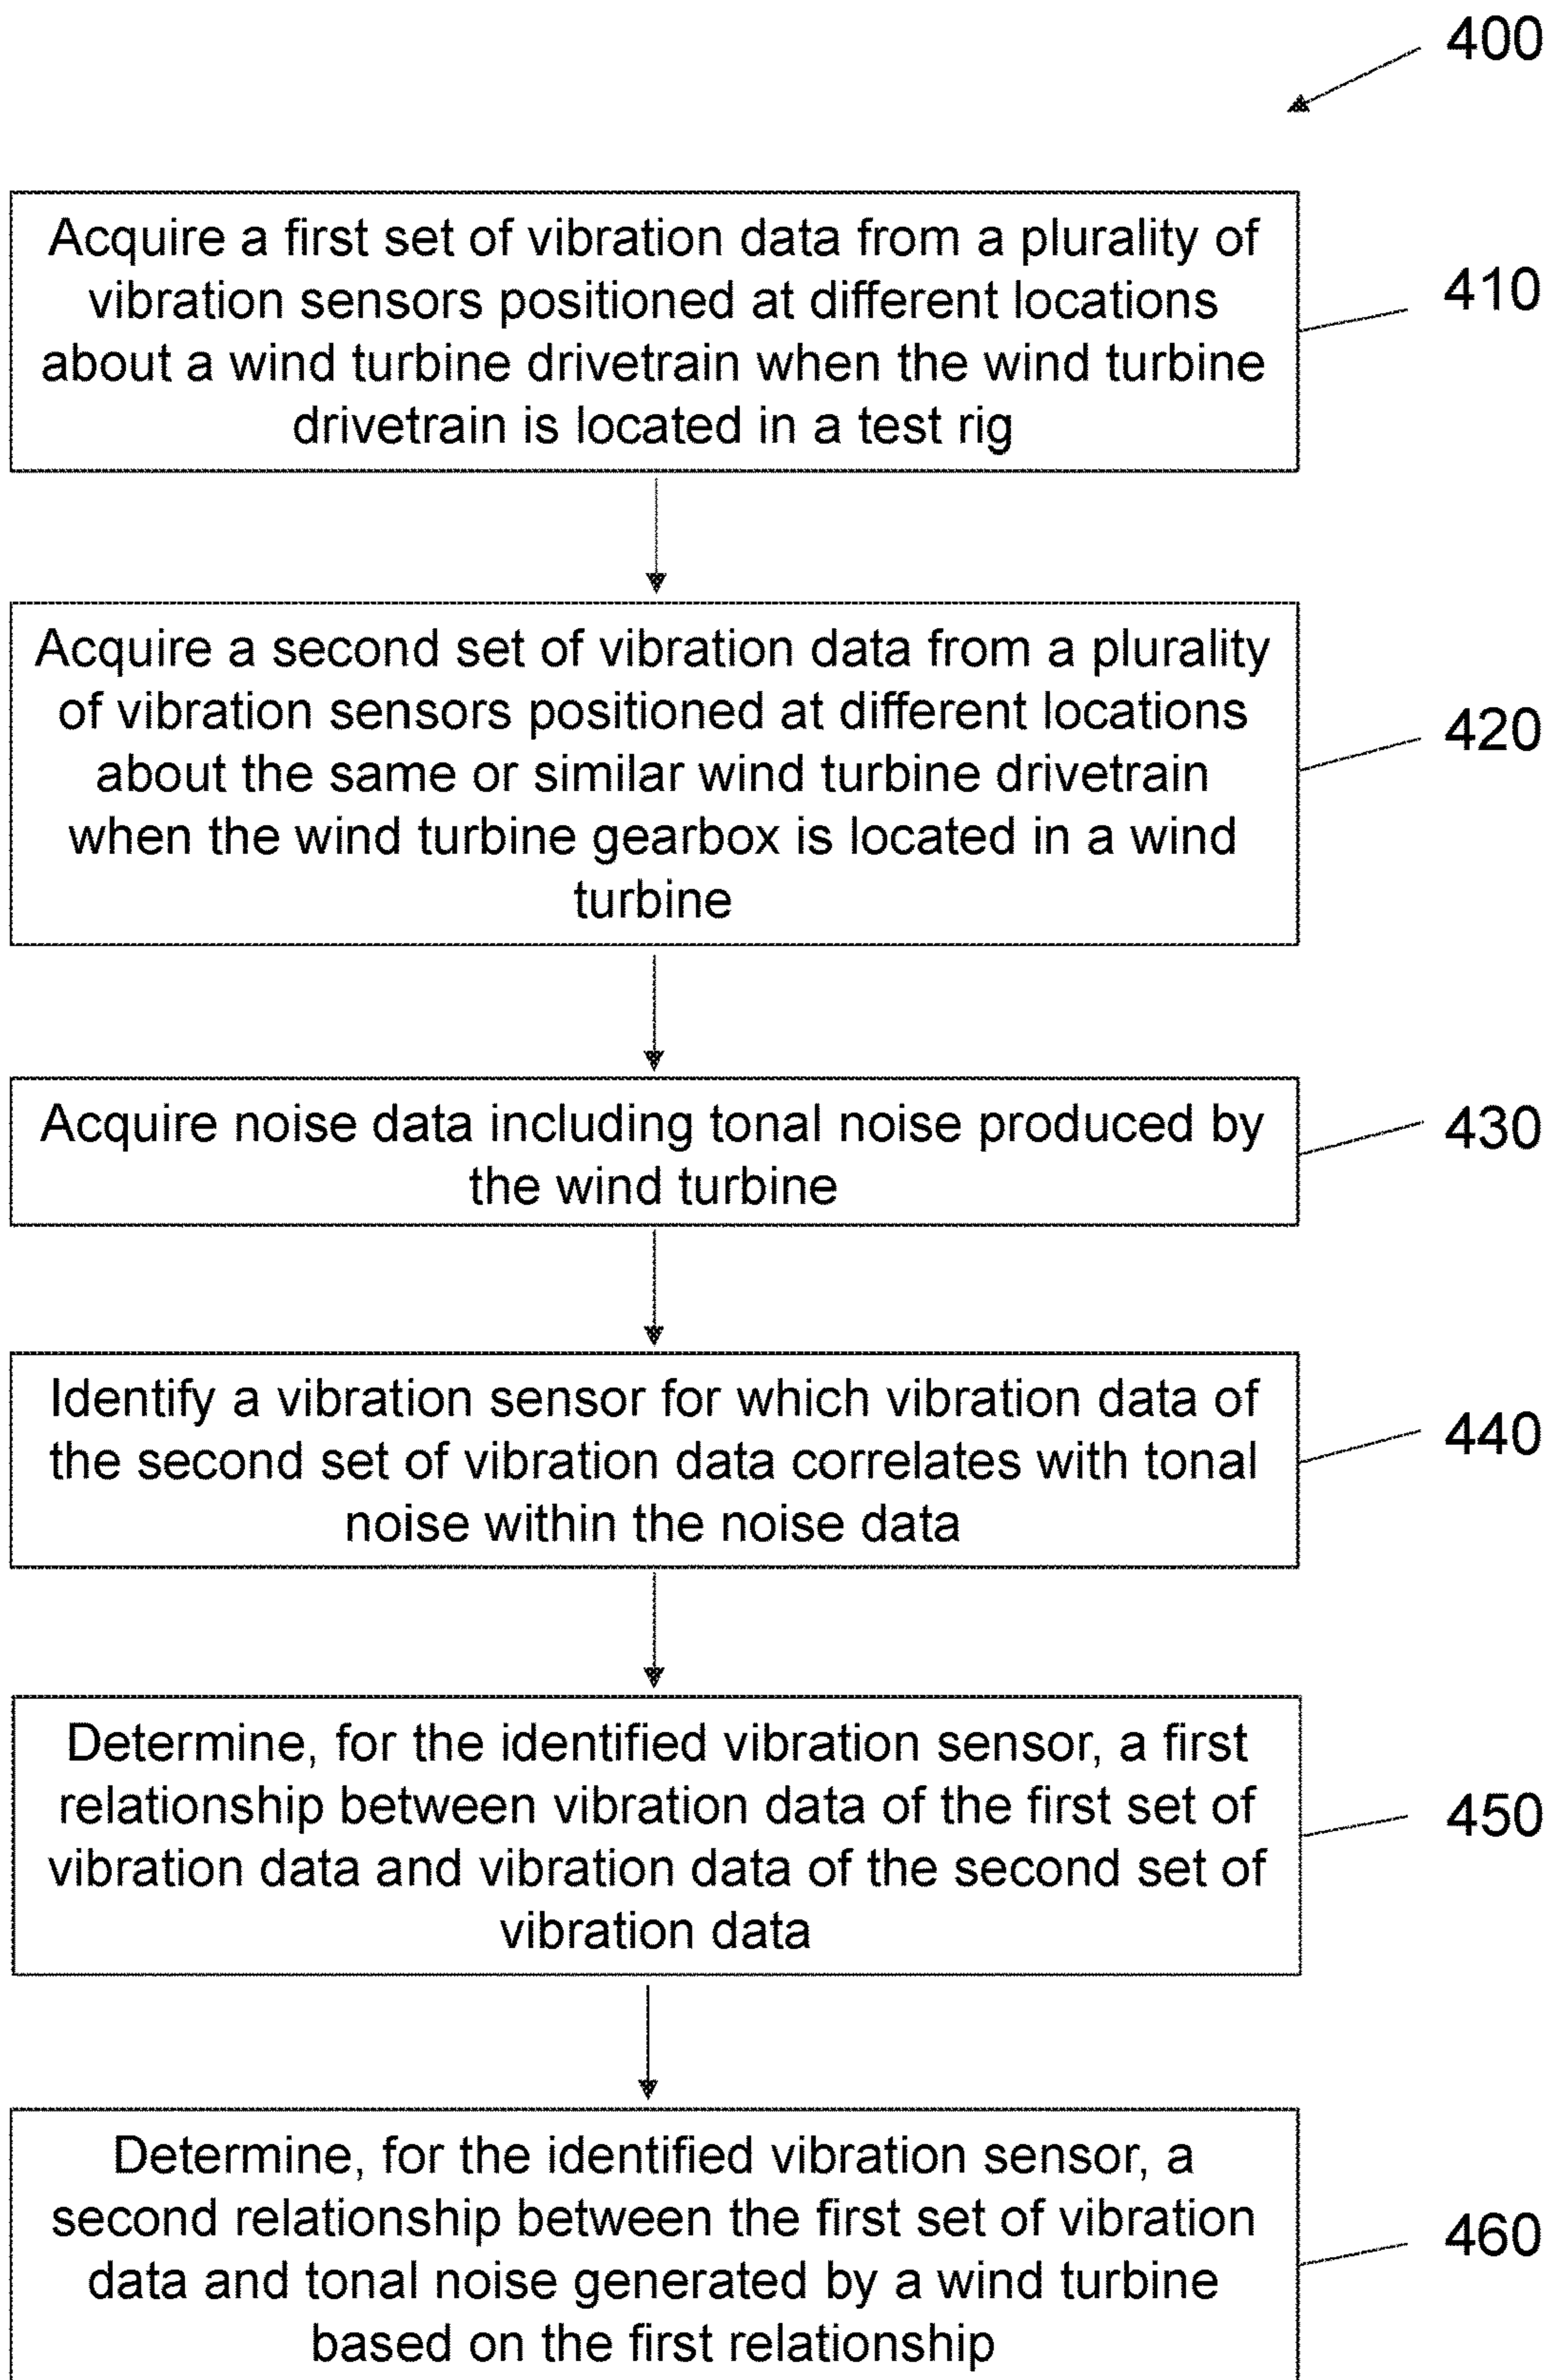 400
Acquire a first set of vibration data from a plurality of
vibration sensors positioned at different locations
about a wind turbine drivetrain when the wind turbine
drivetrain is located in a test rig
410
Acquire a second set of vibration data from a plurality
of vibration sensors positioned at different locations
about the same or similar wind turbine drivetrain
when the wind turbine gearbox is located in a wind
turbine
420
Acquire noise data including tonal noise produced by
the wind turbine
430
Identify a vibration sensor for which vibration data of
the second set of vibration data correlates with tonal
noise within the noise data
440
Determine, for the identified vibration sensor, a first
relationship between vibration data of the first set of
vibration data and vibration data of the second set of
vibration data
450
Determine, for the identified vibration sensor, a
second relationship between the first set of vibration
data and tonal noise generated by a wind turbine
based on the first relationship
460